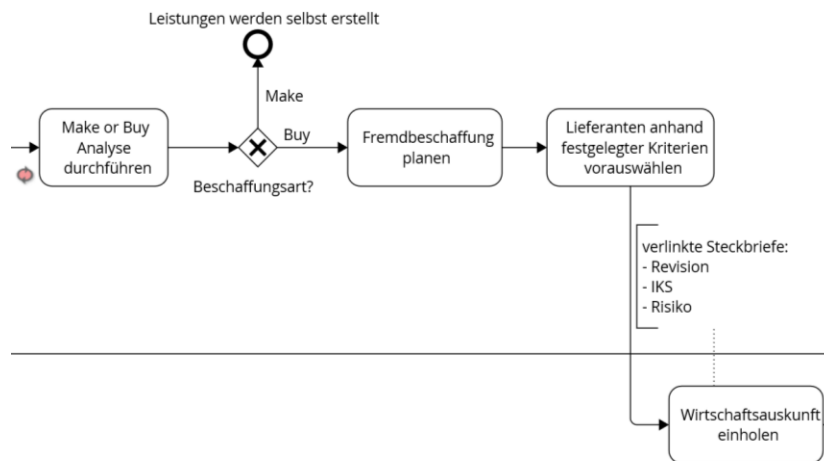 Leistungen werden selbst erstellt
Make
Make or Buy
Analyse
durchführen
Buy
Beschaffungsart?
Fremdbeschaffung
planen
Lieferanten anhand
festgelegter Kriterien
vorauswählen
verlinkte Steckbriefe:
- Revision
- IKS
- Risiko
Wirtschaftsauskunft
einholen